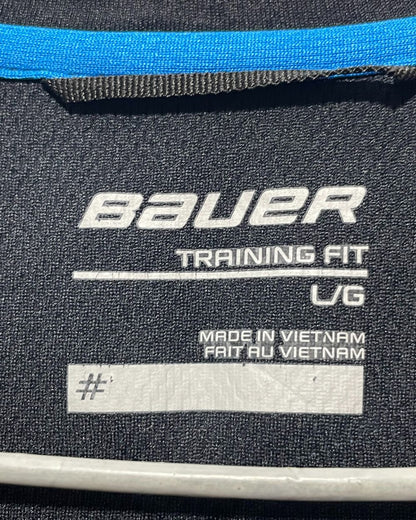 BAUER
TRAINING FIT
L/G
MADE IN VIETNAM
FAIT AU VIETNAM
#